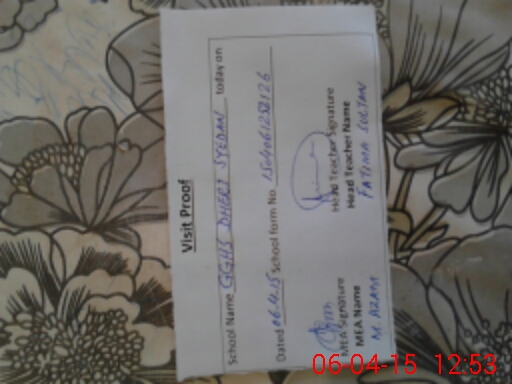 Visit Proof
School Name GGHS DHERI SYEDAN today on
Dated 06.4.15 School form No.
MEA Signature Head Teacher Signature
MEA Name Head Teacher Name
M. AZAM FATIMA SULTAN
06-04-15 12:53